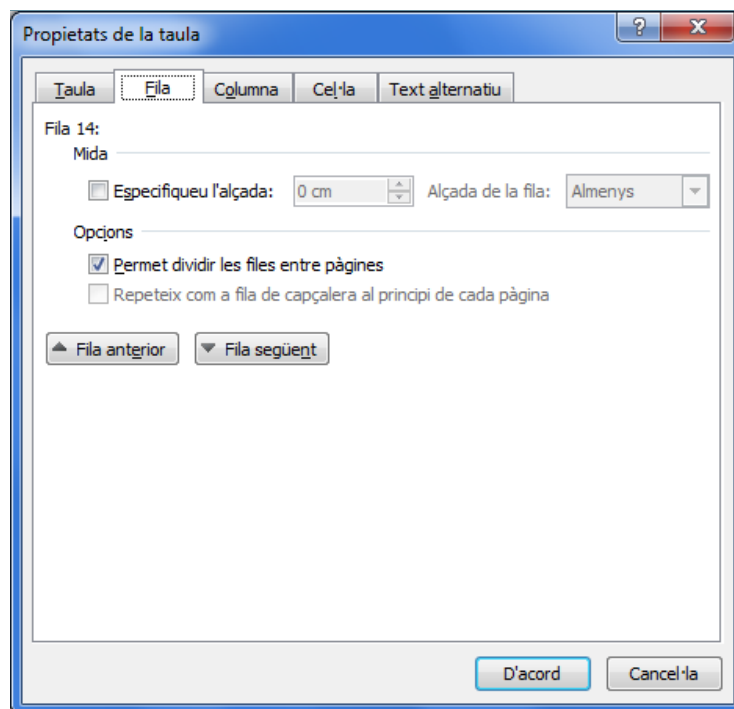 Propietats de la taula
Taula Fila Columna Cel·la Text alternatiu
Fila 14:
Mida
Especifiqueu l'alçada: 0 cm Alçada de la fila: Almenys
Opcions
Permet dividir les files entre pàgines
Repeteix com a fila de capçalera al principi de cada pàgina
Fila anterior Fila següent
D'acord Cancel·la